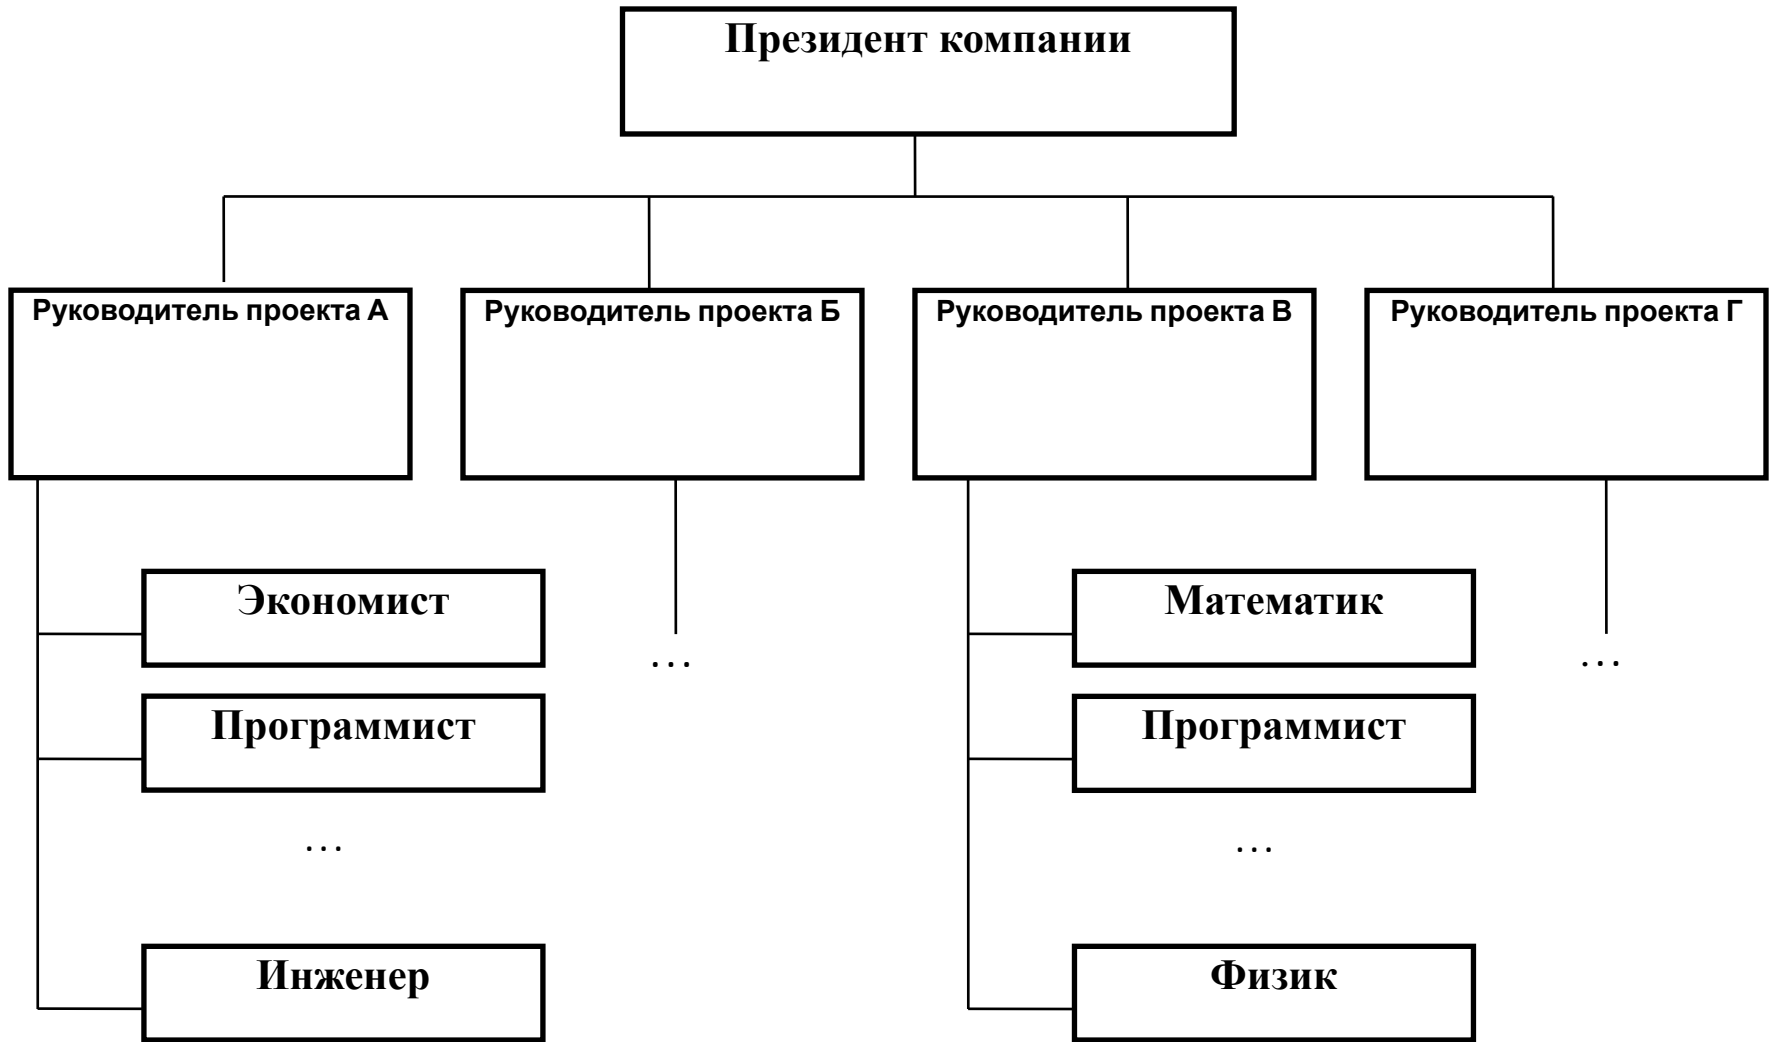 Президент компании
Руководитель проекта А
Руководитель проекта Б
Руководитель проекта В
Руководитель проекта Г
Экономист
Программист
...
Инженер
...
Математик
Программист
...
Физик
...